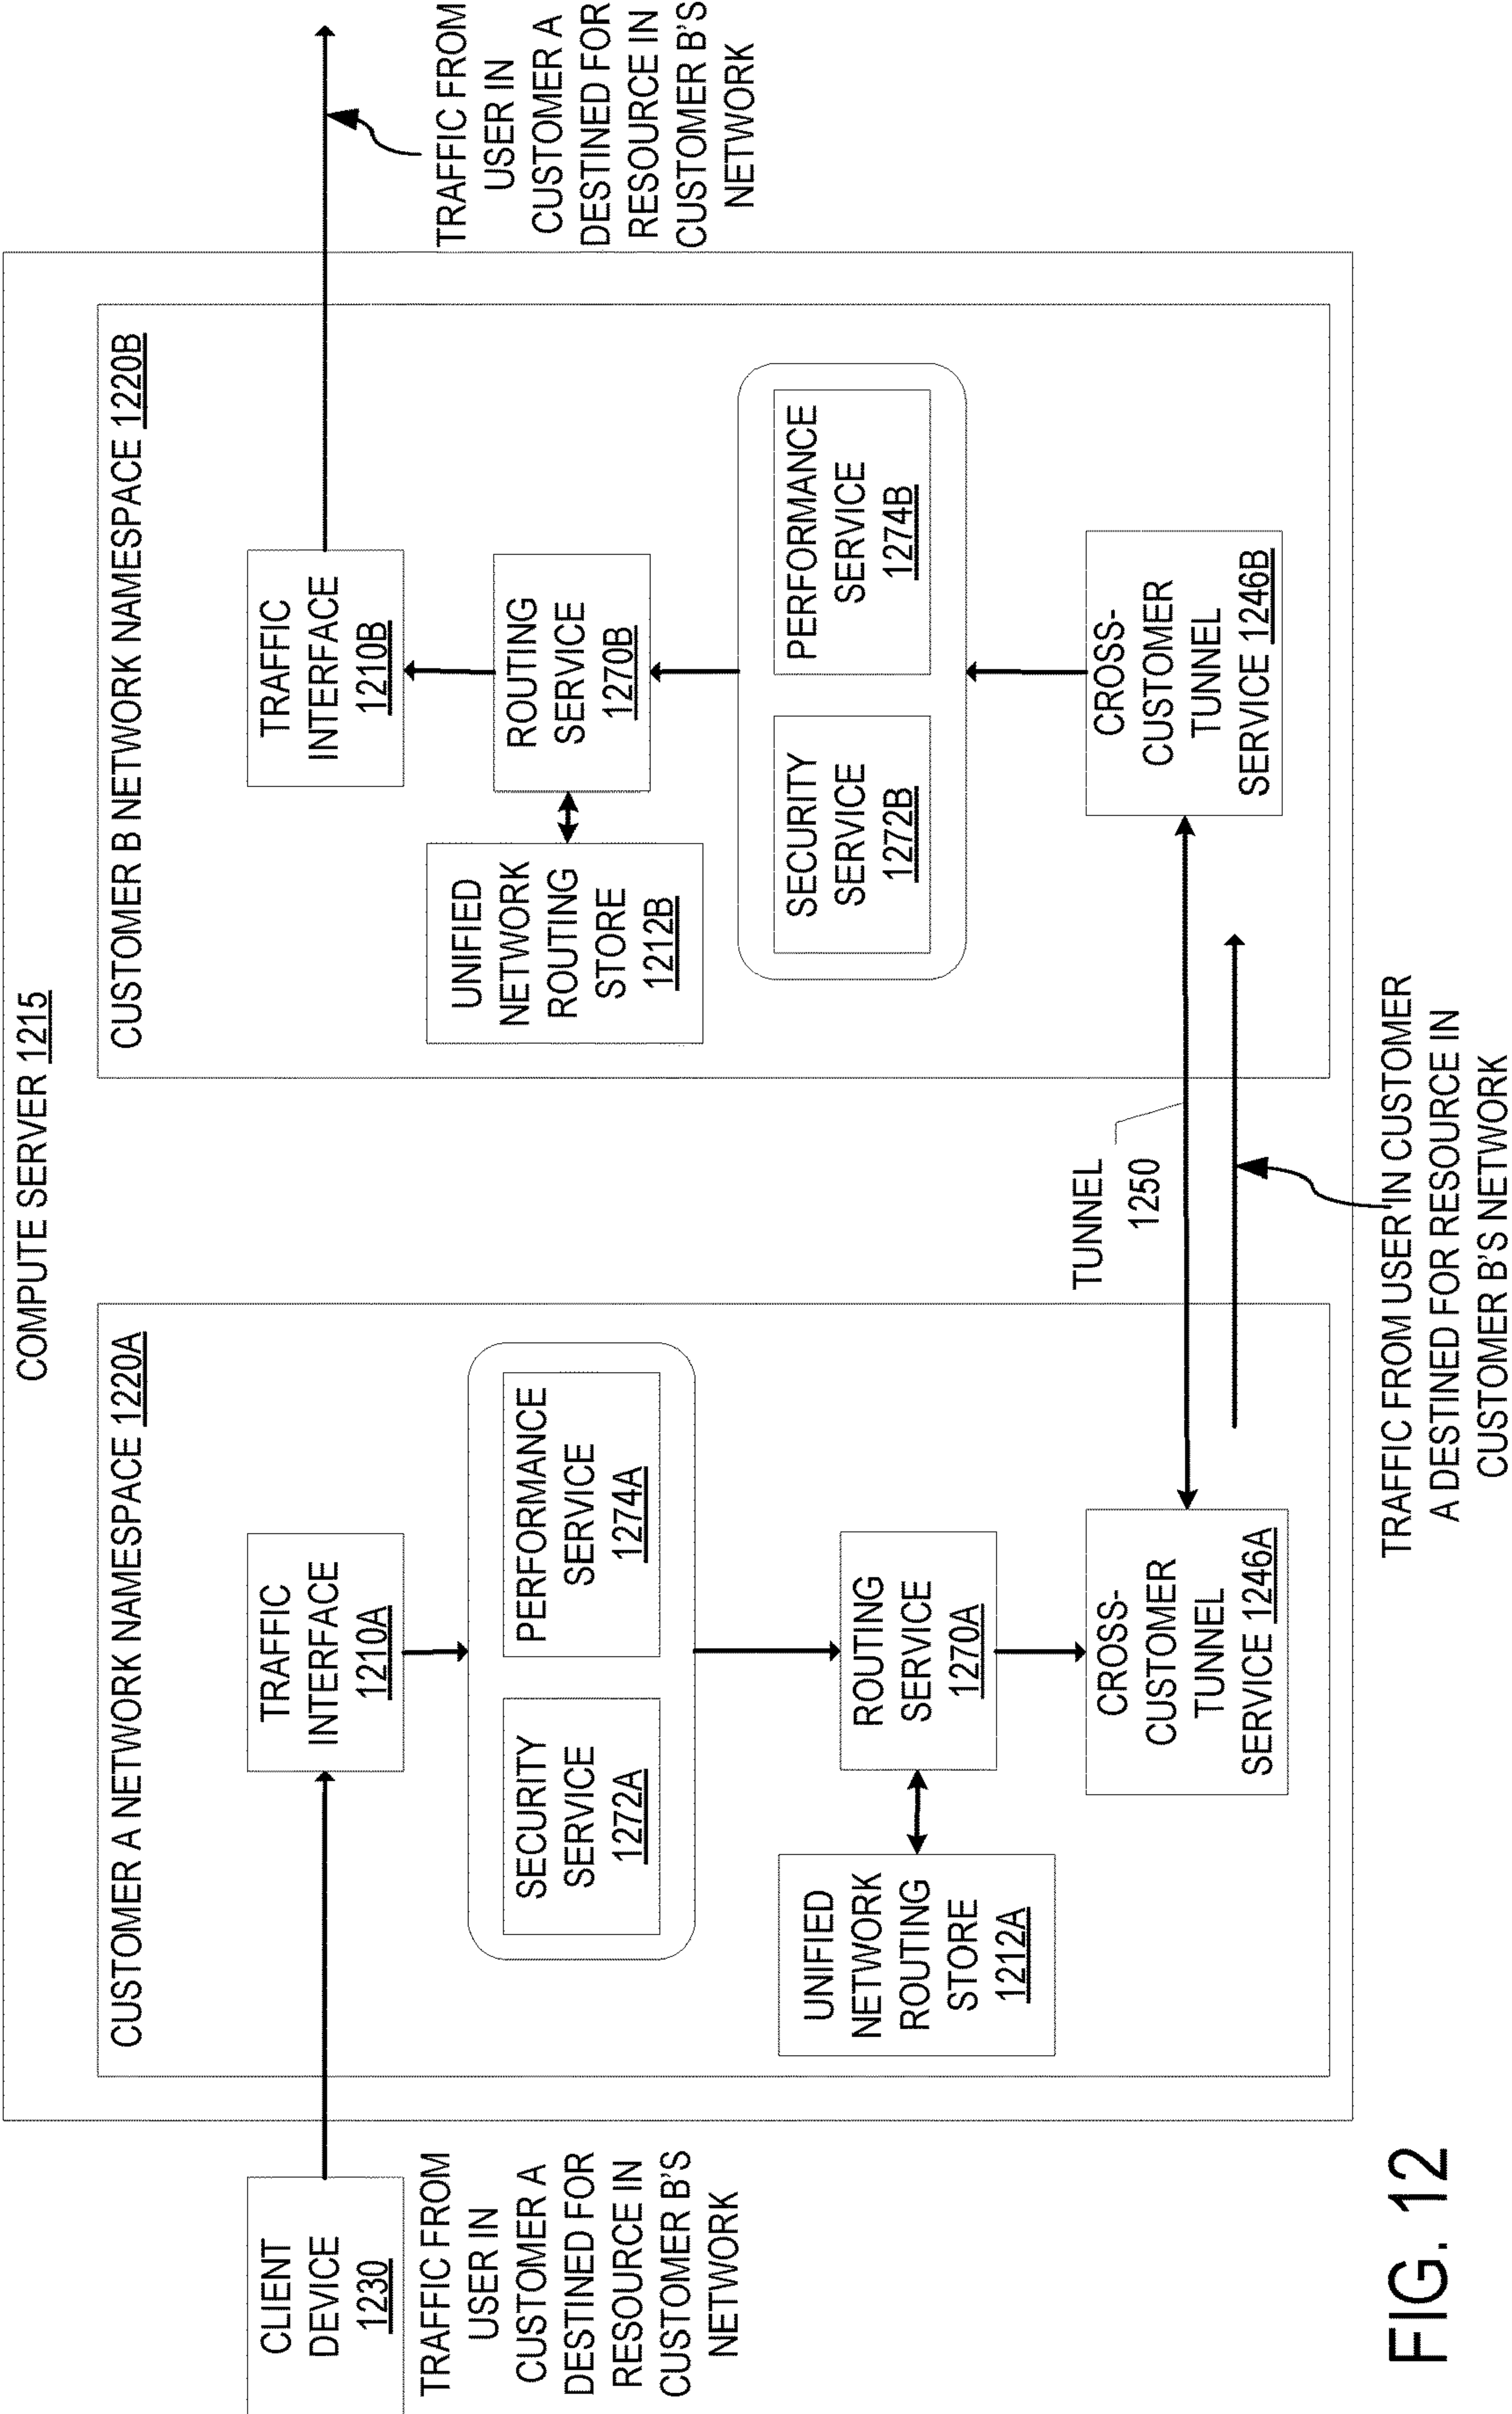 COMPUTE SERVER 1215
CUSTOMER A NETWORK NAMESPACE 1220A
CLIENT
DEVICE
1230
TRAFFIC FROM
USER IN
CUSTOMER A
DESTINED FOR
RESOURCE IN
CUSTOMER B'S
NETWORK
TRAFFIC
INTERFACE
1210A
SECURITY
SERVICE
1272A
PERFORMANCE
SERVICE
1274A
UNIFIED
NETWORK
ROUTING
STORE
1212A
ROUTING
SERVICE
1270A
CROSS-
CUSTOMER
TUNNEL
SERVICE 1246A
TUNNEL
1250
TRAFFIC FROM USER IN CUSTOMER
A DESTINED FOR RESOURCE IN
CUSTOMER B'S NETWORK
CUSTOMER B NETWORK NAMESPACE 1220B
TRAFFIC
INTERFACE
1210B
UNIFIED
NETWORK
ROUTING
STORE
1212B
ROUTING
SERVICE
1270B
SECURITY
SERVICE
1272B
PERFORMANCE
SERVICE
1274B
CROSS-
CUSTOMER
TUNNEL
SERVICE 1246B
TRAFFIC FROM
USER IN
CUSTOMER A
DESTINED FOR
RESOURCE IN
CUSTOMER B'S
NETWORK
FIG. 12